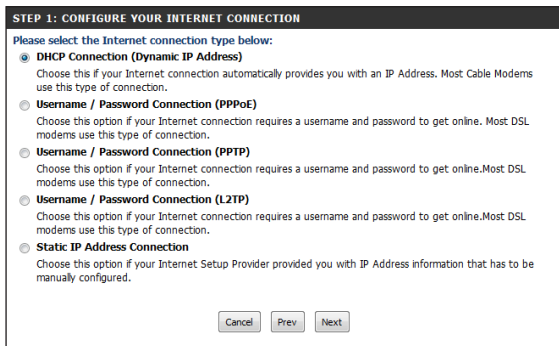 STEP 1: CONFIGURE YOUR INTERNET CONNECTION
Please select the Internet connection type below:
DHCP Connection (Dynamic IP Address)
Choose this if your Internet connection automatically provides you with an IP Address. Most Cable Modems
use this type of connection.
Username / Password Connection (PPPoE)
Choose this option if your Internet connection requires a username and password to get online. Most DSL
modems use this type of connection.
Username / Password Connection (PPTP)
Choose this option if your Internet connection requires a username and password to get online.Most DSL
modems use this type of connection.
Username / Password Connection (L2TP)
Choose this option if your Internet connection requires a username and password to get online.Most DSL
modems use this type of connection.
Static IP Address Connection
Choose this option if your Internet Setup Provider provided you with IP Address information that has to be
manually configured.
Cancel Prev Next